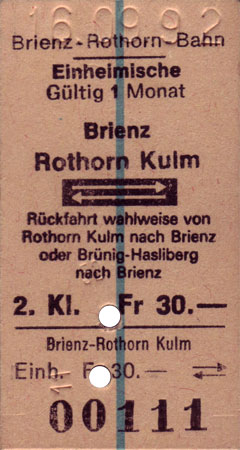 16.09.92
Brienz-Rothorn-Bahn
Einheimische
Gültig 1 Monat
Brienz
Rothorn Kulm
Rückfahrt wahlweise von
Rothorn Kulm nach Brienz
oder Brünig-Hasliberg
nach Brienz
2. Kl. Fr 30.—
Brienz-Rothorn Kulm
Einh. F 30.—
00111